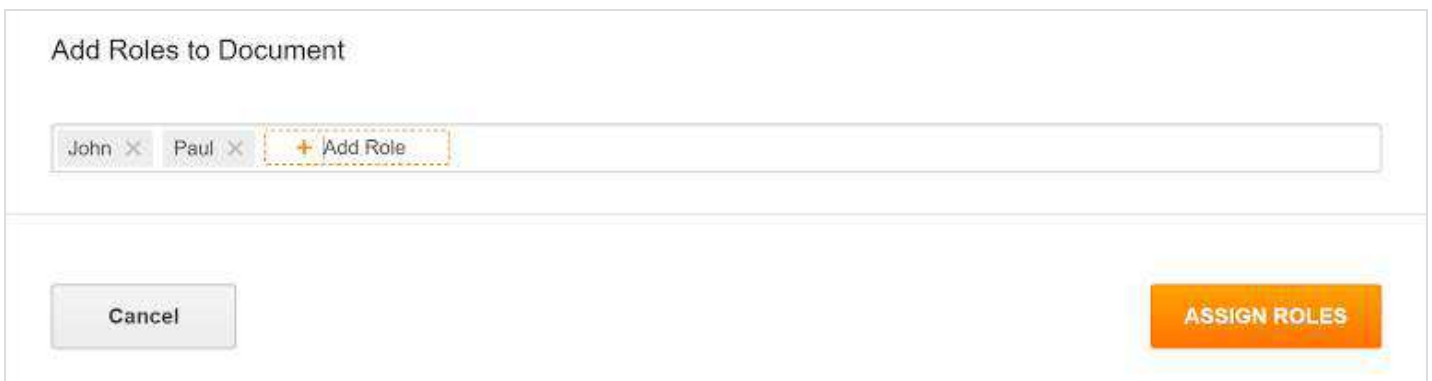 Add Roles to Document
John × Paul × + Add Role
Cancel ASSIGN ROLES